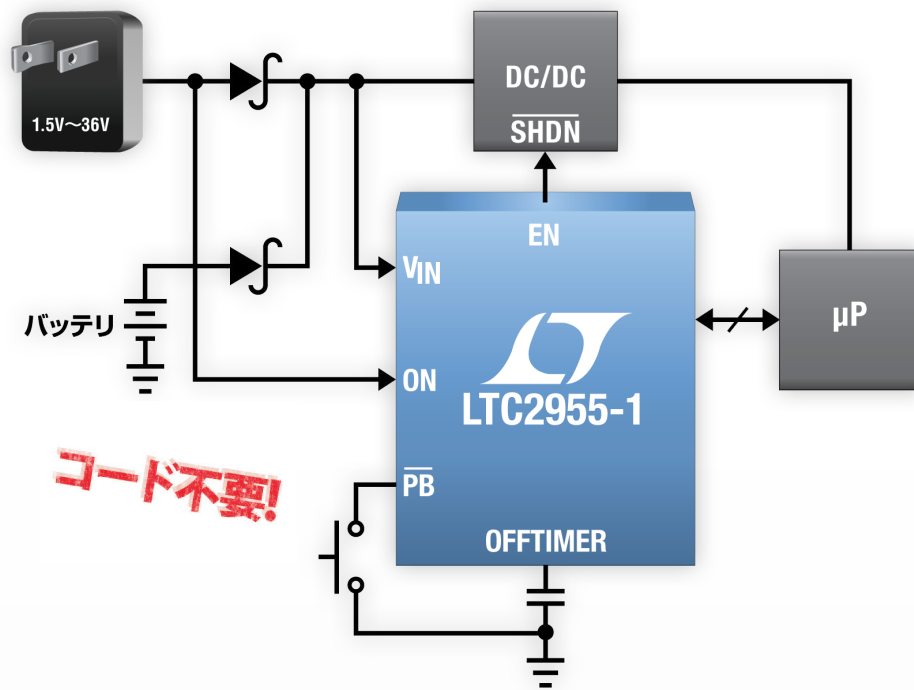 1.5V～36V
DC/DC
SHDN
EN
VIN
バッテリ
µP
ON
LTC2955-1
コード不要!
PB
OFFTIMER